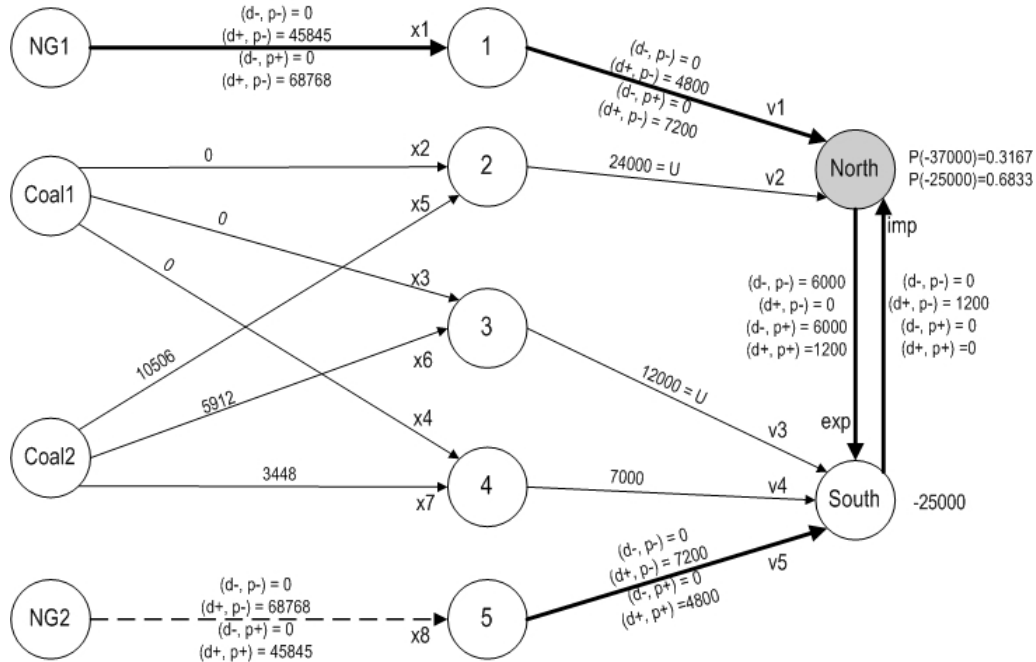 (d-, p-) = 0
(d+, p-) = 45845
(d-, p+) = 0
(d+, p-) = 68768
NG1
x1
1
(d-, p-) = 0
(d+, p-) = 4800
(d-, p+) = 0
(d+, p-) = 7200
v1
Coal1
0
x2
x5
2
24000 = U
v2
North
P(-37000)=0.3167
P(-25000)=0.6833
0
x3
0
3
x6
12000 = U
v3
imp
(d-, p-) = 6000
(d+, p-) = 0
(d-, p+) = 6000
(d+, p+) =1200
(d-, p-) = 0
(d+, p-) = 1200
(d-, p+) = 0
(d+, p+) =0
exp
Coal2
10506
5912
x4
3448
x7
4
7000
v4
South
-25000
NG2
(d-, p-) = 0
(d+, p-) = 68768
(d-, p+) = 0
(d+, p+) = 45845
x8
5
(d-, p-) = 0
(d+, p-) = 7200
(d-, p+) = 0
(d+, p+) =4800
v5